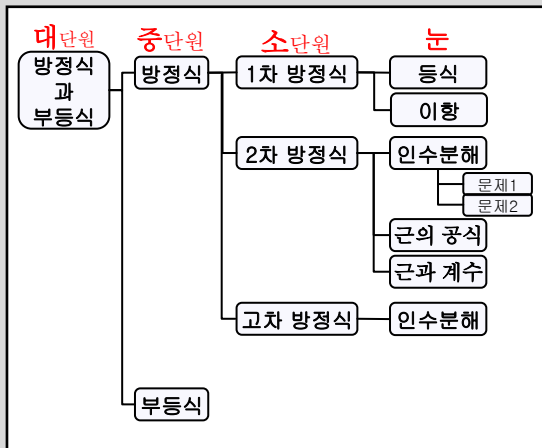 대단원 중단원 소단원 눈
방정식
과
부등식
방정식
1차 방정식
등식
이항
2차 방정식
인수분해
문제1
문제2
근의 공식
근과 계수
고차 방정식
인수분해
부등식